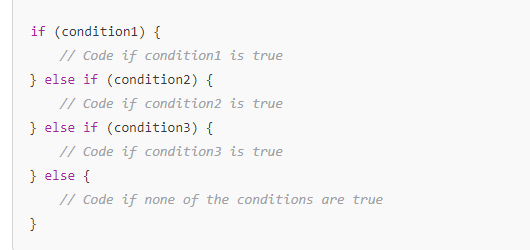 if (condition1) {
    // Code if condition1 is true
} else if (condition2) {
    // Code if condition2 is true
} else if (condition3) {
    // Code if condition3 is true
} else {
    // Code if none of the conditions are true
}